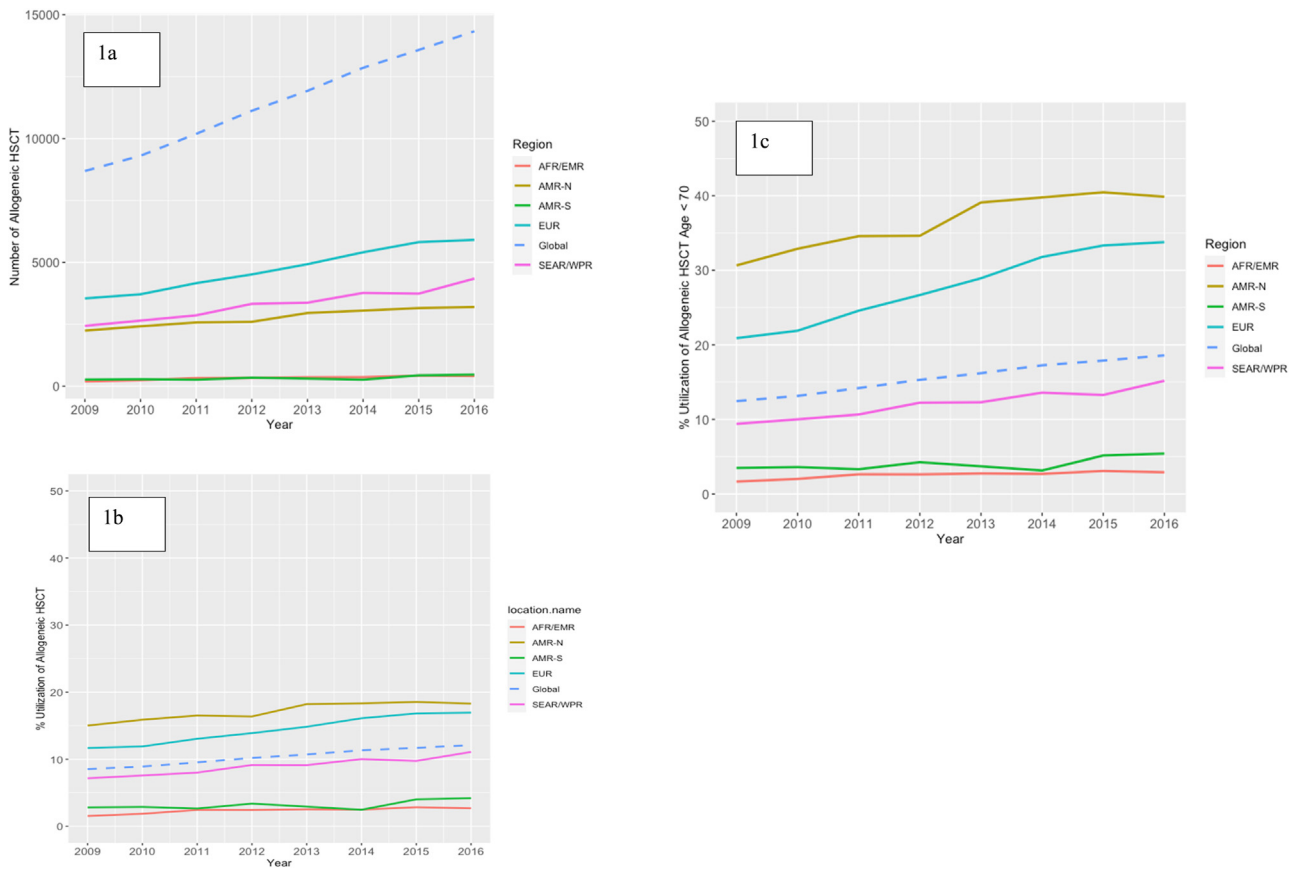 1a
Number of Allogeneic HSCT
15000
10000
5000
0
2009 2010 2011 2012 2013 2014 2015 2016
Year
Region
AFR/EMR
AMR-N
AMR-S
EUR
Global
SEAR/WPR
1b
% Utilization of Allogeneic HSCT
50
40
30
20
10
0
2009 2010 2011 2012 2013 2014 2015 2016
Year
location.name
AFR/EMR
AMR-N
AMR-S
EUR
Global
SEAR/WPR
1c
% Utilization of Allogeneic HSCT Age < 70
50
40
30
20
10
0
2009 2010 2011 2012 2013 2014 2015 2016
Year
Region
AFR/EMR
AMR-N
AMR-S
EUR
Global
SEAR/WPR